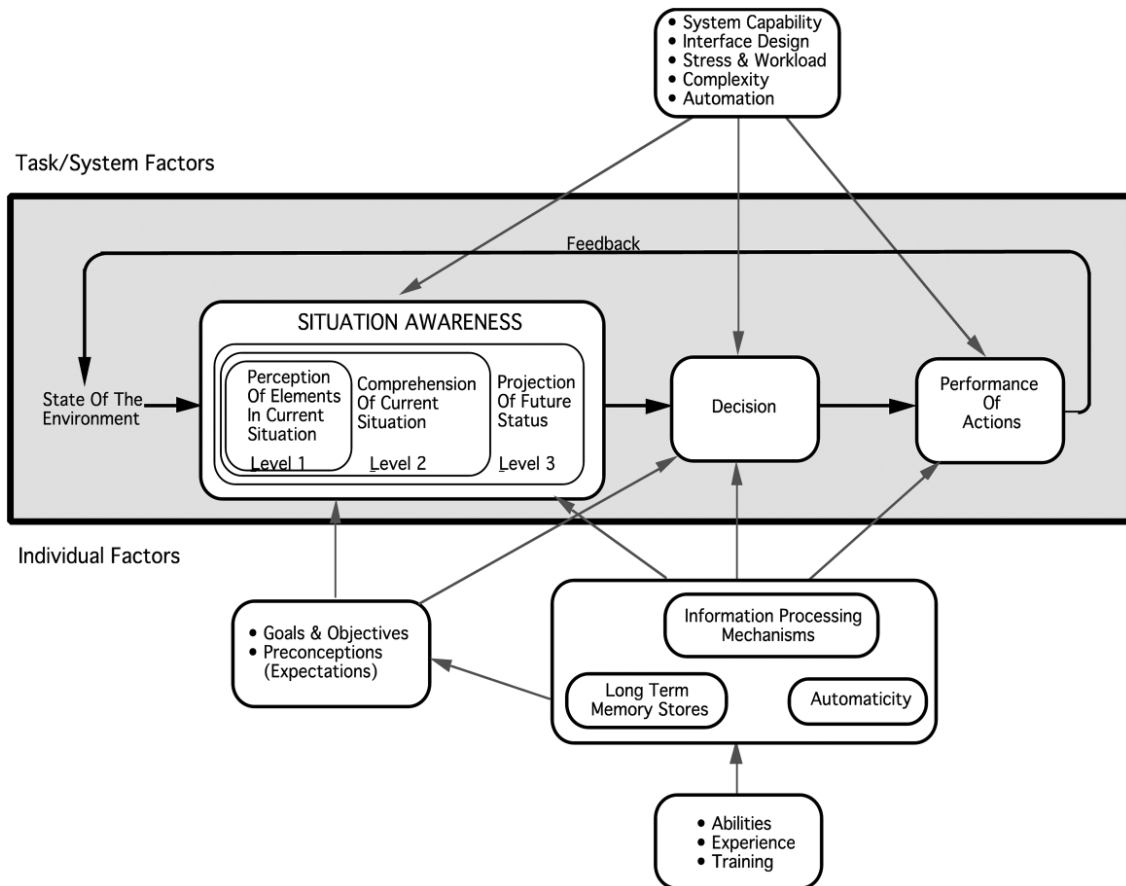 • System Capability
• Interface Design
• Stress & Workload
• Complexity
• Automation
Task/System Factors
Feedback
SITUATION AWARENESS
Perception
Of Elements
In Current
Situation
Level 1
Comprehension
Of Current
Situation
Level 2
Projection
Of Future
Status
Level 3
State Of The
Environment
Decision
Performance
Of
Actions
Individual Factors
• Goals & Objectives
• Preconceptions
(Expectations)
Information Processing
Mechanisms
Long Term
Memory Stores
Automaticity
• Abilities
• Experience
• Training